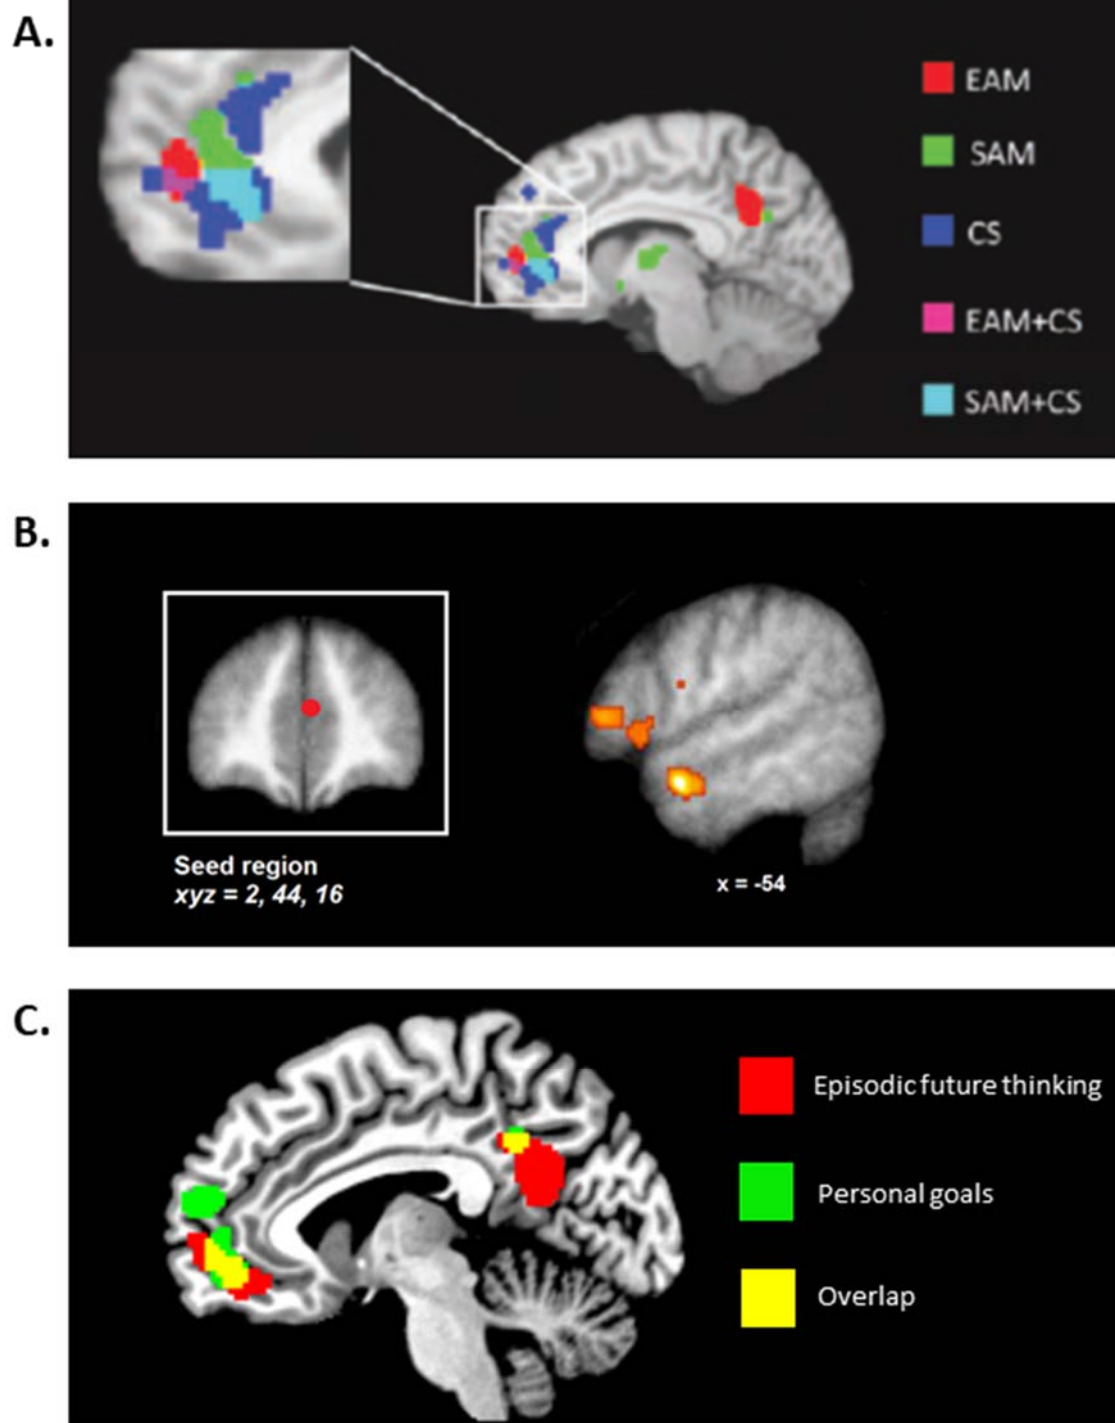 A.
EAM
SAM
CS
EAM+CS
SAM+CS
B.
Seed region
xyz = 2, 44, 16
x = -54
C.
Episodic future thinking
Personal goals
Overlap